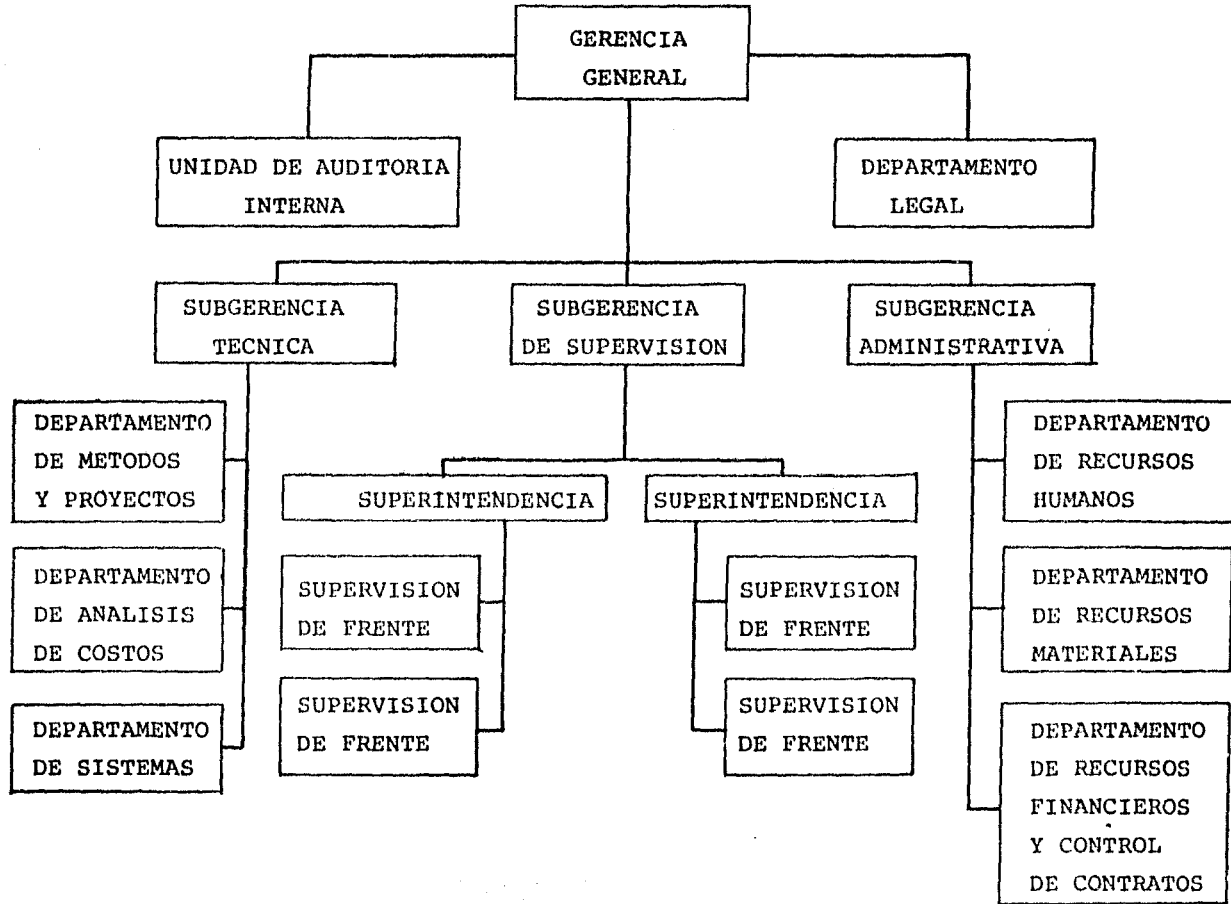 GERENCIA
GENERAL
UNIDAD DE AUDITORIA
INTERNA
DEPARTAMENTO
LEGAL
SUBGERENCIA
TECNICA
SUBGERENCIA
DE SUPERVISION
SUBGERENCIA
ADMINISTRATIVA
DEPARTAMENTO
DE METODOS
Y PROYECTOS
DEPARTAMENTO
DE ANALISIS
DE COSTOS
DEPARTAMENTO
DE SISTEMAS
SUPERINTENDENCIA
SUPERVISION
DE FRENTE
SUPERVISION
DE FRENTE
SUPERINTENDENCIA
SUPERVISION
DE FRENTE
SUPERVISION
DE FRENTE
DEPARTAMENTO
DE RECURSOS
HUMANOS
DEPARTAMENTO
DE RECURSOS
MATERIALES
DEPARTAMENTO
DE RECURSOS
FINANCIEROS
Y CONTROL
DE CONTRATOS